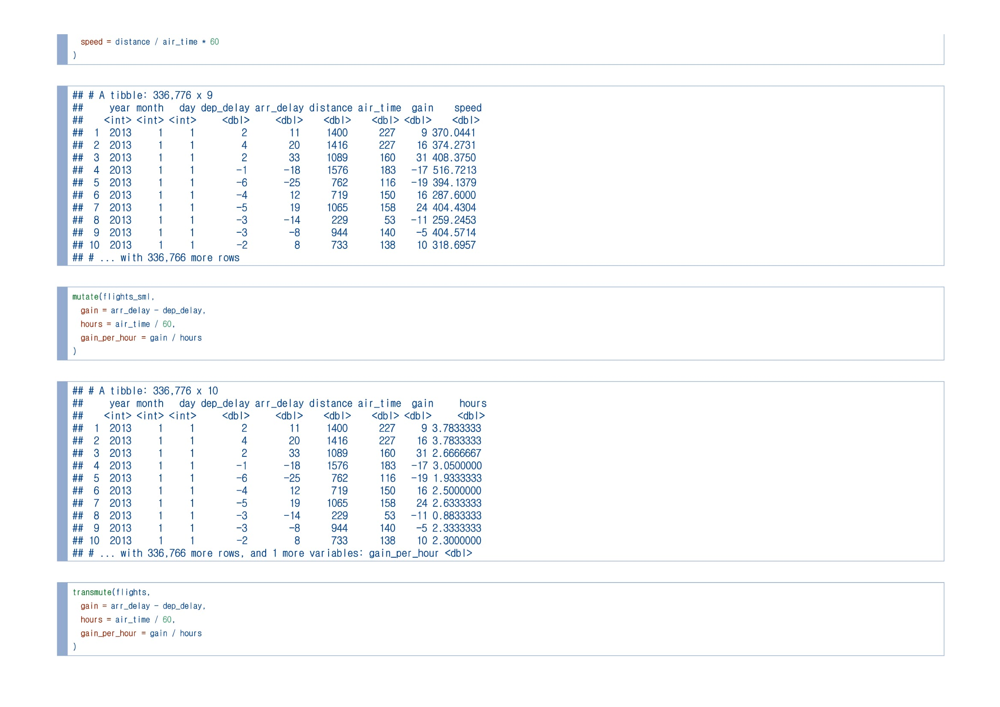 speed = distance / air_time * 60
)
## # A tibble: 336,776 x 9
##     year month   day dep_delay arr_delay distance air_time  gain    speed
##    <int> <int> <int>     <dbl>     <dbl>    <dbl>    <dbl> <dbl>    <dbl>
##  1  2013     1     1         2        11     1400      227     9 370.0441
##  2  2013     1     1         4        20     1416      227    16 374.2731
##  3  2013     1     1         2        33     1089      160    31 408.3750
##  4  2013     1     1        -1       -18     1576      183   -17 516.7213
##  5  2013     1     1        -6       -25      762      116   -19 394.1379
##  6  2013     1     1        -4        12      719      150    16 287.6000
##  7  2013     1     1        -5        19     1065      158    24 404.4304
##  8  2013     1     1        -3       -14      229       53   -11 259.2453
##  9  2013     1     1        -3        -8      944      140    -5 404.5714
## 10  2013     1     1        -2         8      733      138    10 318.6957
## # ... with 336,766 more rows
mutate(flights_sml,
  gain = arr_delay - dep_delay,
  hours = air_time / 60,
  gain_per_hour = gain / hours
)
## # A tibble: 336,776 x 10
##     year month   day dep_delay arr_delay distance air_time  gain     hours
##    <int> <int> <int>     <dbl>     <dbl>    <dbl>    <dbl> <dbl>     <dbl>
##  1  2013     1     1         2        11     1400      227     9 3.7833333
##  2  2013     1     1         4        20     1416      227    16 3.7833333
##  3  2013     1     1         2        33     1089      160    31 2.6666667
##  4  2013     1     1        -1       -18     1576      183   -17 3.0500000
##  5  2013     1     1        -6       -25      762      116   -19 1.9333333
##  6  2013     1     1        -4        12      719      150    16 2.5000000
##  7  2013     1     1        -5        19     1065      158    24 2.6333333
##  8  2013     1     1        -3       -14      229       53   -11 0.8833333
##  9  2013     1     1        -3        -8      944      140    -5 2.3333333
## 10  2013     1     1        -2         8      733      138    10 2.3000000
## # ... with 336,766 more rows, and 1 more variables: gain_per_hour <dbl>
transmute(flights,
  gain = arr_delay - dep_delay,
  hours = air_time / 60,
  gain_per_hour = gain / hours
)